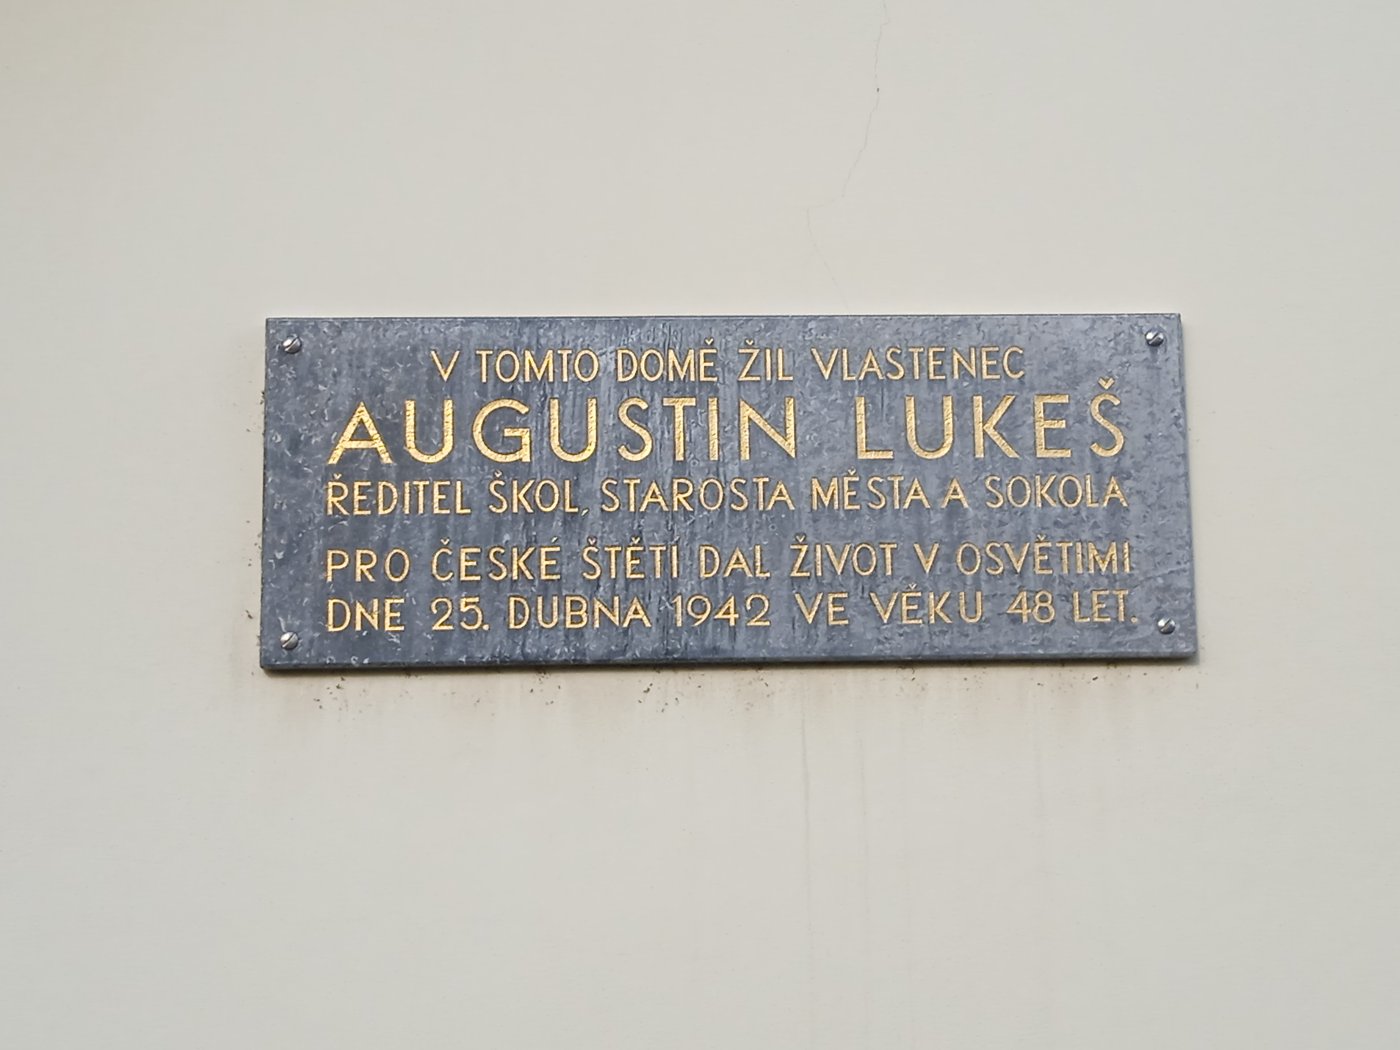 V TOMTO DOMĚ ŽIL VLASTENEC
AUGUSTIN LUKEŠ
ŘEDITEL ŠKOL, STAROSTA MĚSTA A SOKOLA
PRO ČESKÉ ŠTĚTÍ DAL ŽIVOT V OSVĚTIMI
DNE 25. DUBNA 1942 VE VĚKU 48 LET.